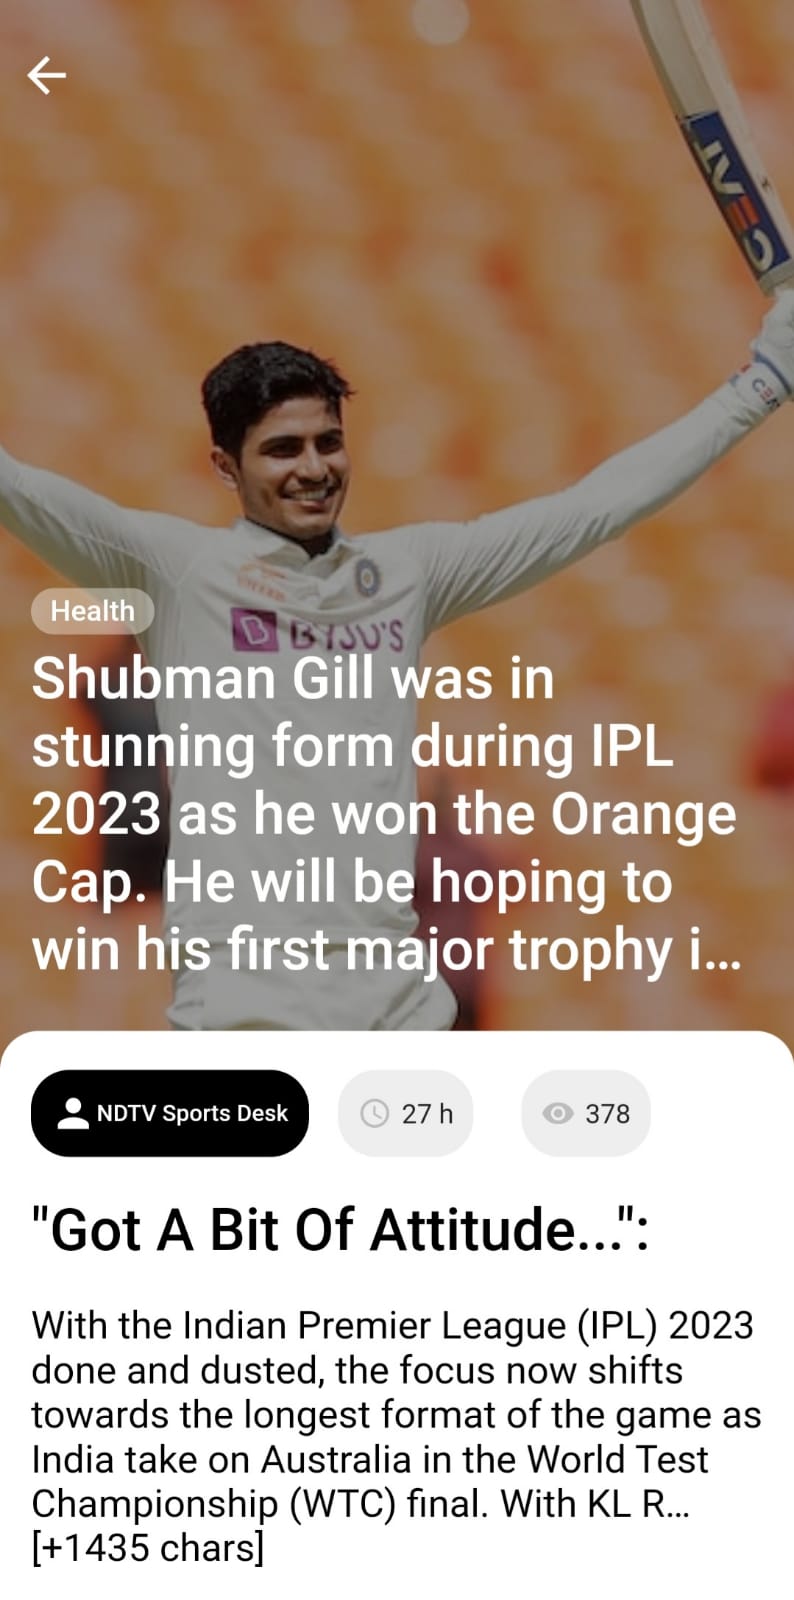 CEAT
CEA
B BYJU'S
Health
Shubman Gill was in
stunning form during IPL
2023 as he won the Orange
Cap. He will be hoping to
win his first major trophy i...
NDTV Sports Desk
27 h
378
"Got A Bit Of Attitude...":
With the Indian Premier League (IPL) 2023
done and dusted, the focus now shifts
towards the longest format of the game as
India take on Australia in the World Test
Championship (WTC) final. With KL R...
[+1435 chars]